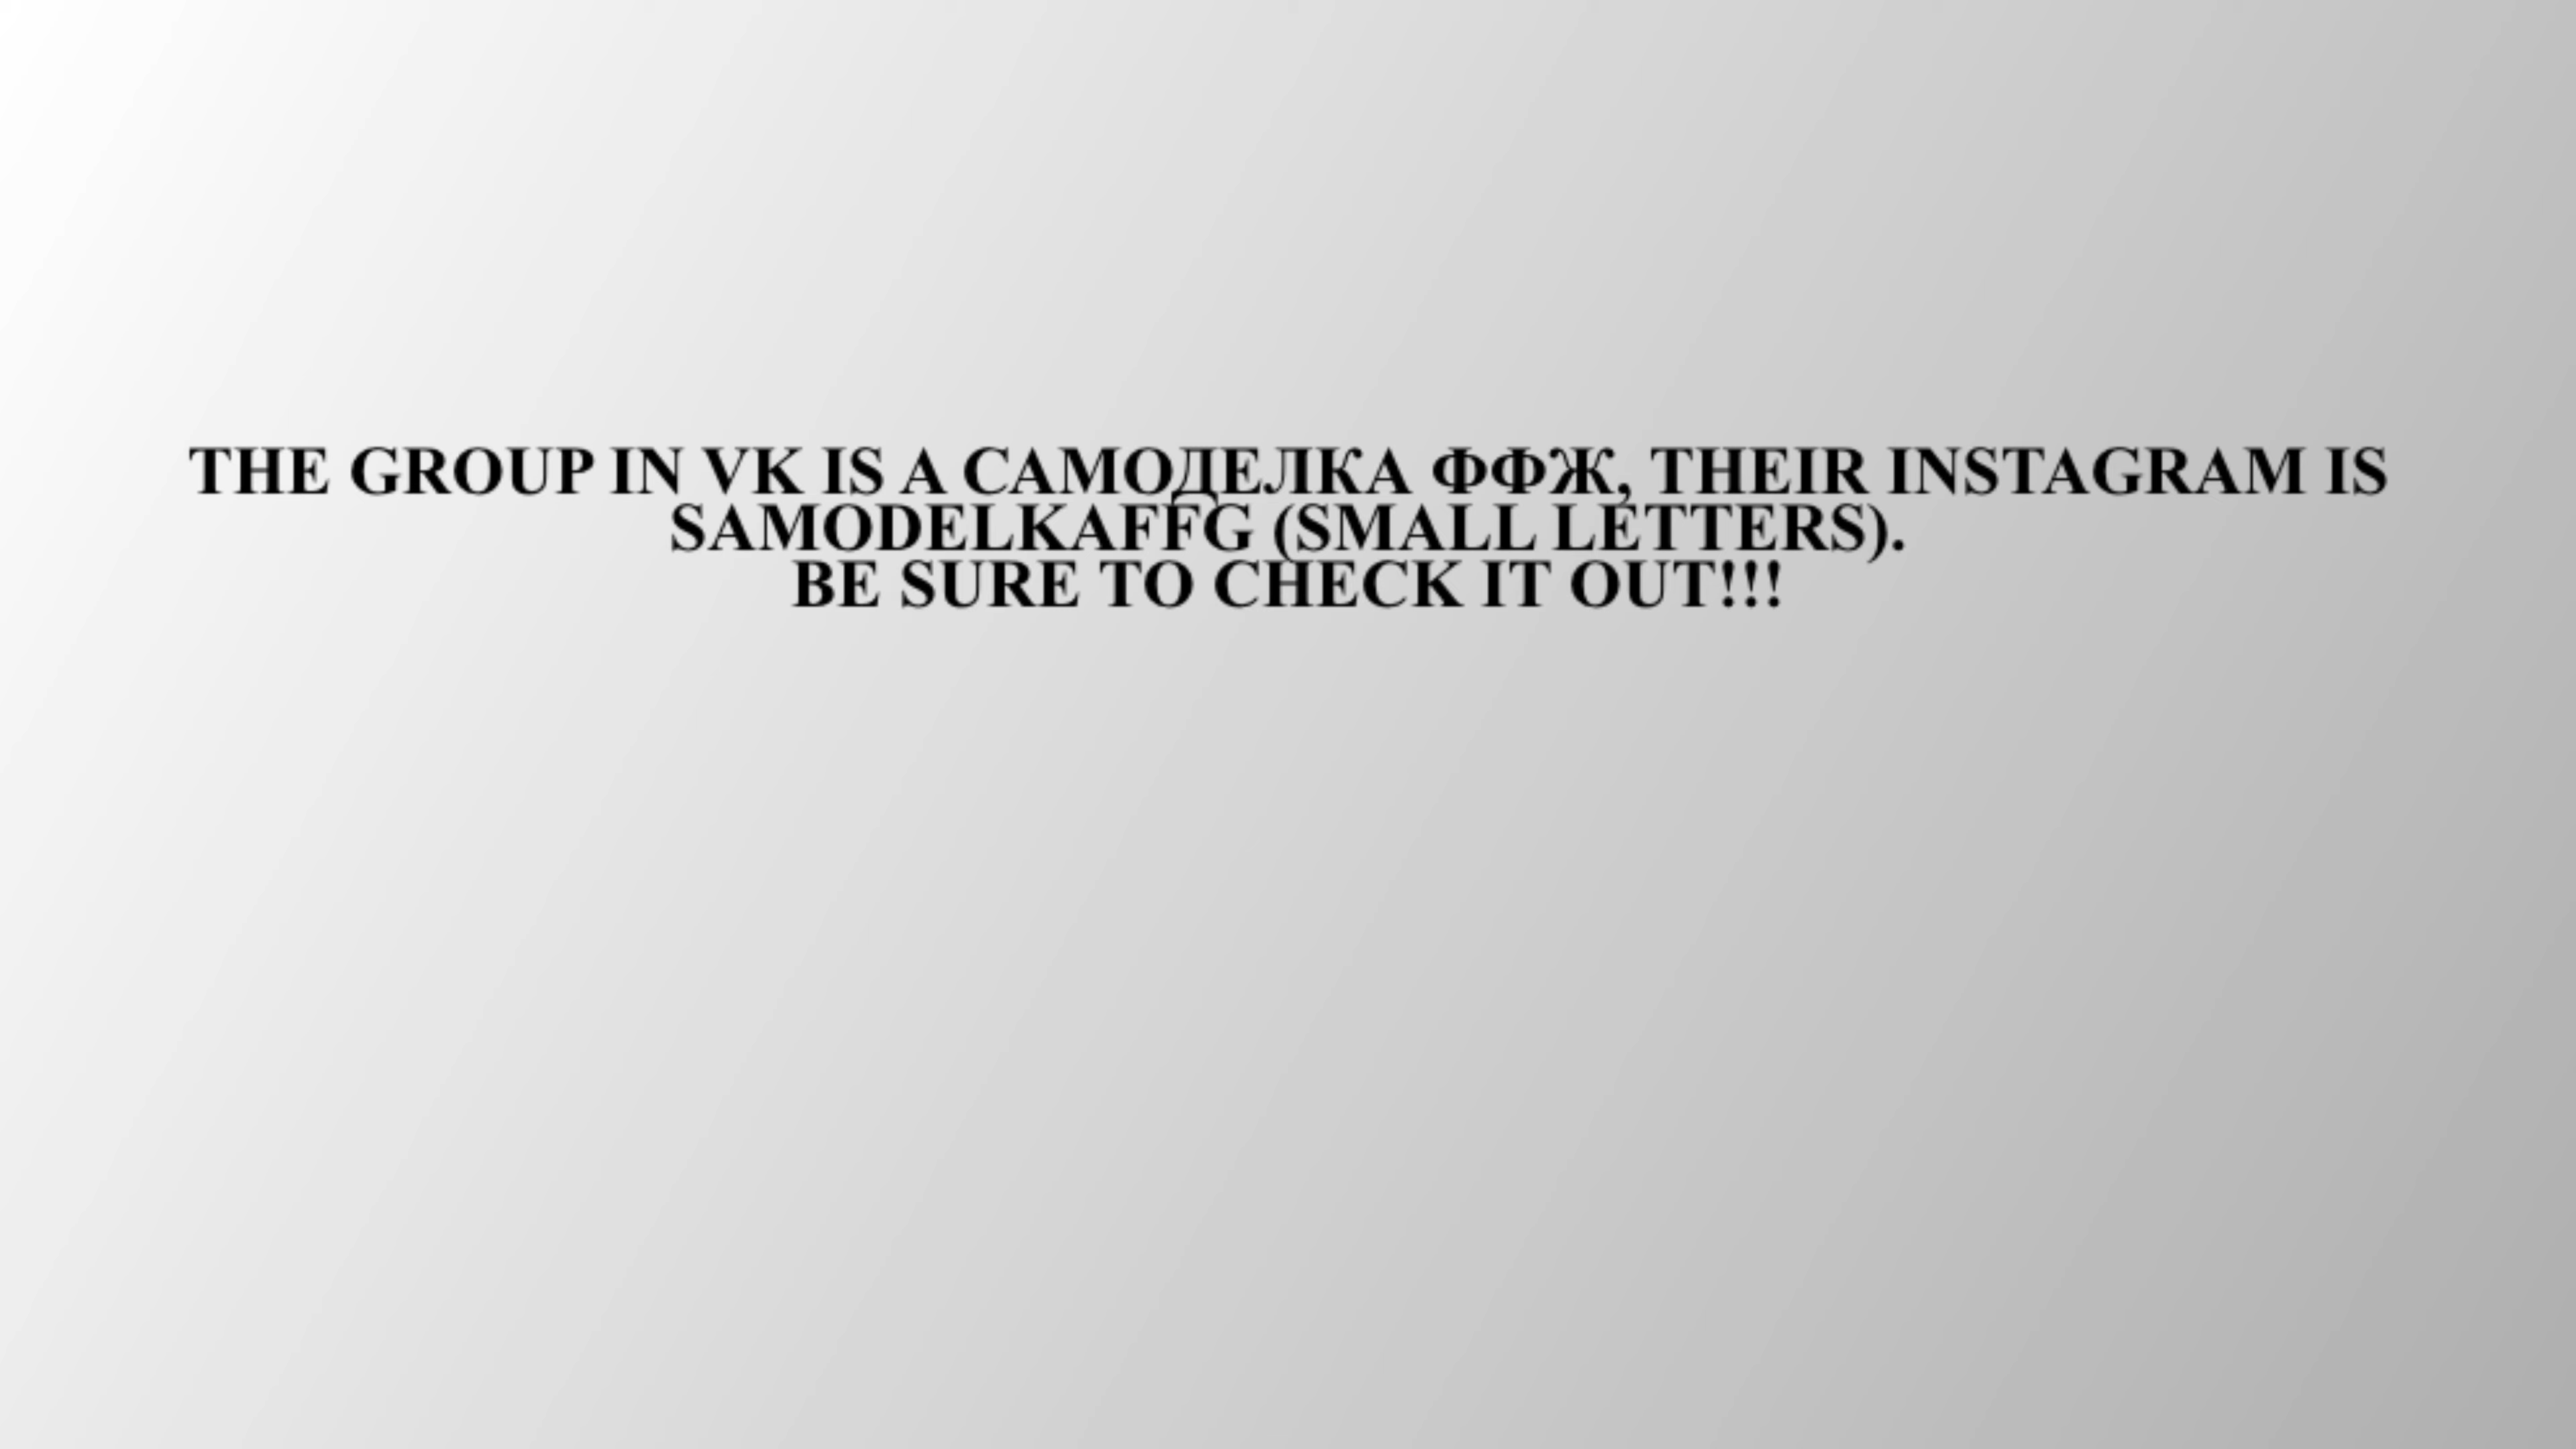 THE GROUP IN VK IS A САМОДЕЛКА ФФЖ, THEIR INSTAGRAM IS
SAMODELKAFFG (SMALL LETTERS).
BE SURE TO CHECK IT OUT!!!